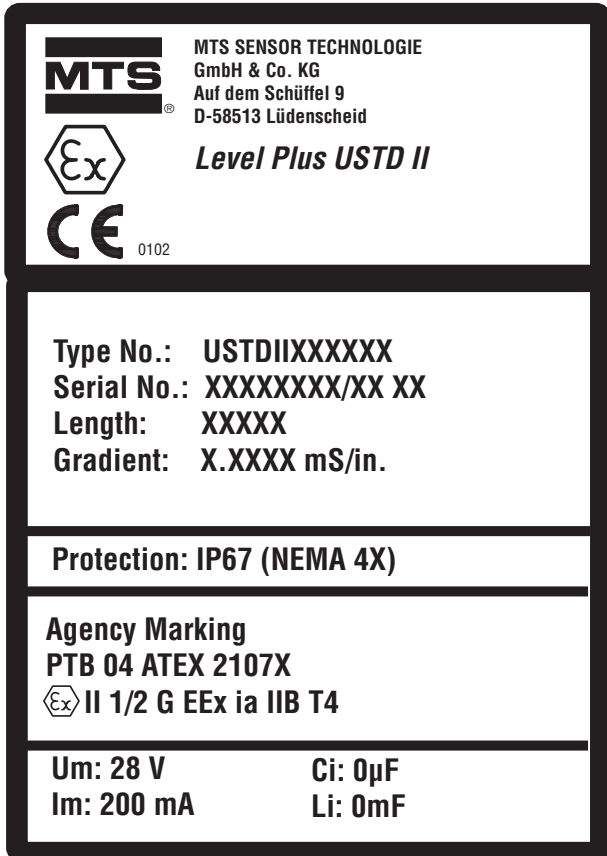 MTS
®
MTS SENSOR TECHNOLOGIE
GmbH & Co. KG
Auf dem Schüffel 9
D-58513 Lüdenscheid
Level Plus USTD II
Ex
CE 0102
Type No.: USTDIIXXXXXX
Serial No.: XXXXXXXX/XX XX
Length: XXXXX
Gradient: X.XXXX mS/in.
Protection: IP67 (NEMA 4X)
Agency Marking
PTB 04 ATEX 2107X
Ex II 1/2 G EEx ia IIB T4
Um: 28 V Ci: 0µF
Im: 200 mA Li: 0mF